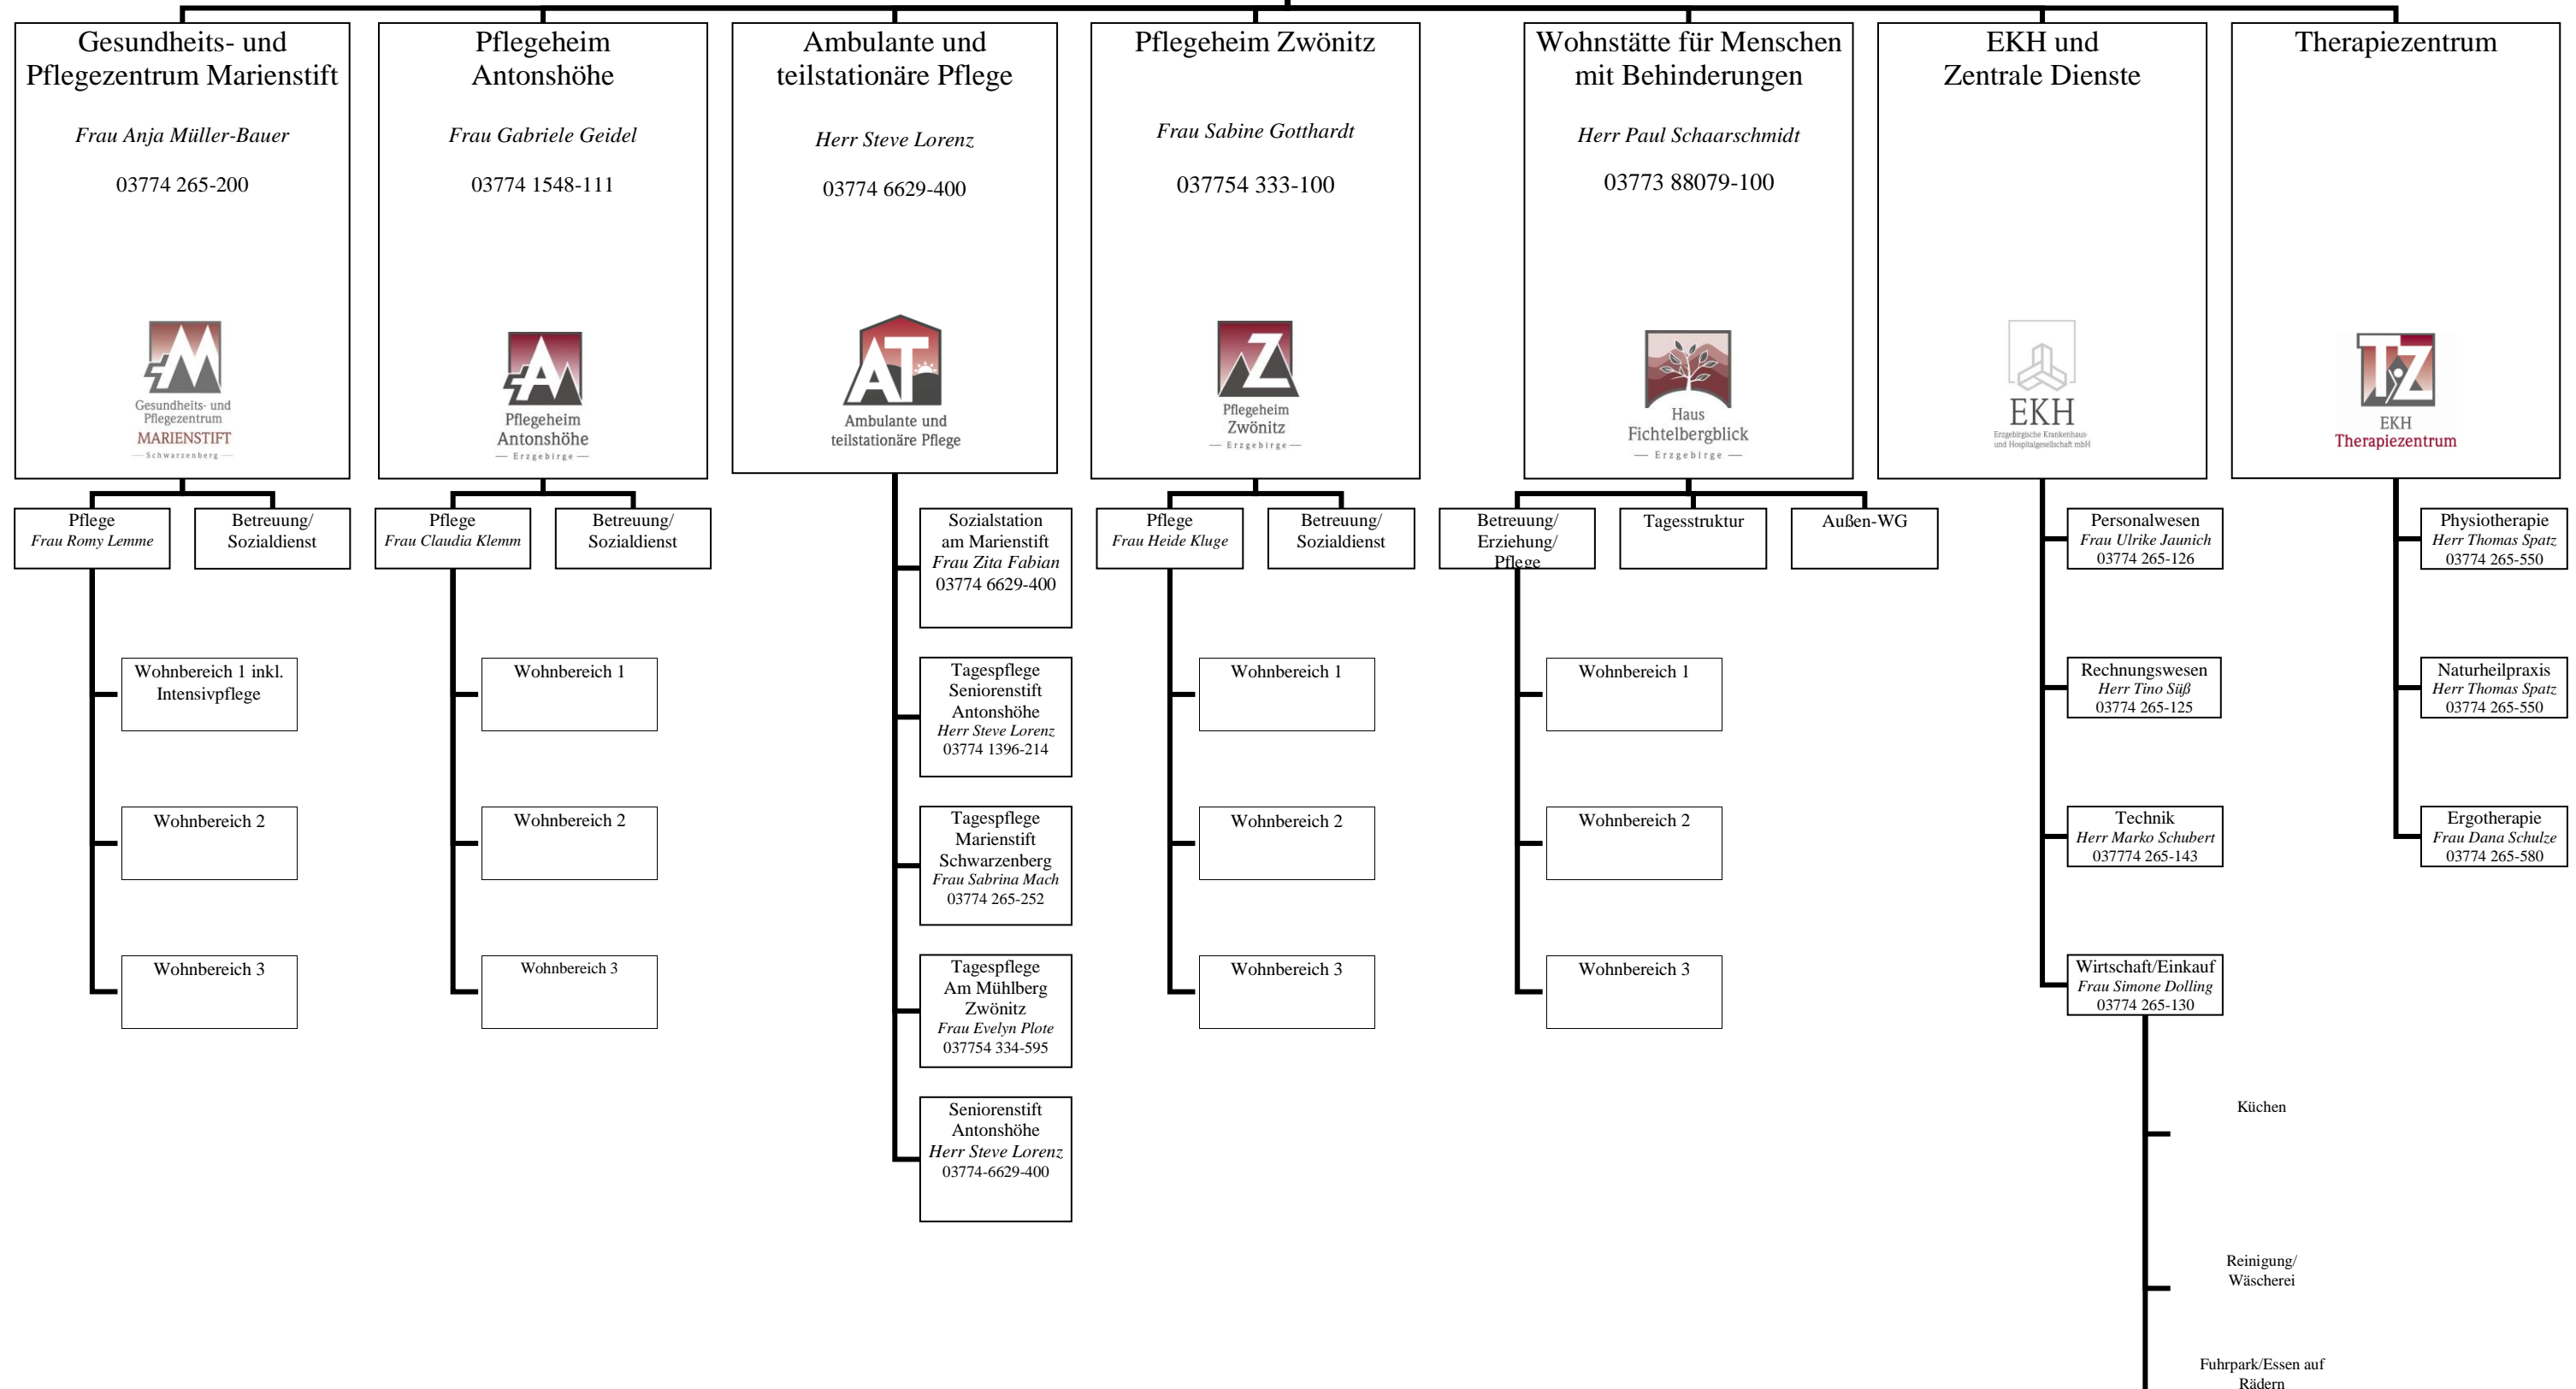 Gesundheits- und
Pflegezentrum Marienstift
Frau Anja Müller-Bauer
03774 265-200
Gesundheits- und
Pflegezentrum
MARIENSTIFT
Schwarzenberg
Pflege
Frau Romy Lemme
Betreuung/
Sozialdienst
Wohnbereich 1 inkl.
Intensivpflege
Wohnbereich 2
Wohnbereich 3
Pflegeheim
Antonshöhe
Frau Gabriele Geidel
03774 1548-111
Pflegeheim
Antonshöhe
Erzgebirge
Pflege
Frau Claudia Klemm
Betreuung/
Sozialdienst
Wohnbereich 1
Wohnbereich 2
Wohnbereich 3
Ambulante und
teilstationäre Pflege
Herr Steve Lorenz
03774 6629-400
AT
Ambulante und
teilstationäre Pflege
Sozialstation
am Marienstift
Frau Zita Fabian
03774 6629-400
Tagespflege
Seniorenstift
Antonshöhe
Herr Steve Lorenz
03774 1396-214
Tagespflege
Marienstift
Schwarzenberg
Frau Sabrina Mach
03774 265-252
Tagespflege
Am Mühlberg
Zwönitz
Frau Evelyn Plote
037754 334-595
Seniorenstift
Antonshöhe
Herr Steve Lorenz
03774-6629-400
Pflegeheim Zwönitz
Frau Sabine Gotthardt
037754 333-100
Z
Pflegeheim
Zwönitz
Erzgebirge
Pflege
Frau Heide Kluge
Betreuung/
Sozialdienst
Wohnbereich 1
Wohnbereich 2
Wohnbereich 3
Wohnstätte für Menschen
mit Behinderungen
Herr Paul Schaarschmidt
03773 88079-100
Haus
Fichtelbergblick
Erzgebirge
Betreuung/
Erziehung/
Pflege
Tagesstruktur
Außen-WG
Wohnbereich 1
Wohnbereich 2
Wohnbereich 3
EKH und
Zentrale Dienste
EKH
Erzgebirgische Krankenhaus-
und Hospitalgesellschaft mbH
Personalwesen
Frau Ulrike Jaunich
03774 265-126
Rechnungswesen
Herr Tino Süß
03774 265-125
Technik
Herr Marko Schubert
037774 265-143
Wirtschaft/Einkauf
Frau Simone Dolling
03774 265-130
Küchen
Reinigung/
Wäscherei
Fuhrpark/Essen auf
Rädern
Therapiezentrum
TZ
EKH
Therapiezentrum
Physiotherapie
Herr Thomas Spatz
03774 265-550
Naturheilpraxis
Herr Thomas Spatz
03774 265-550
Ergotherapie
Frau Dana Schulze
03774 265-580